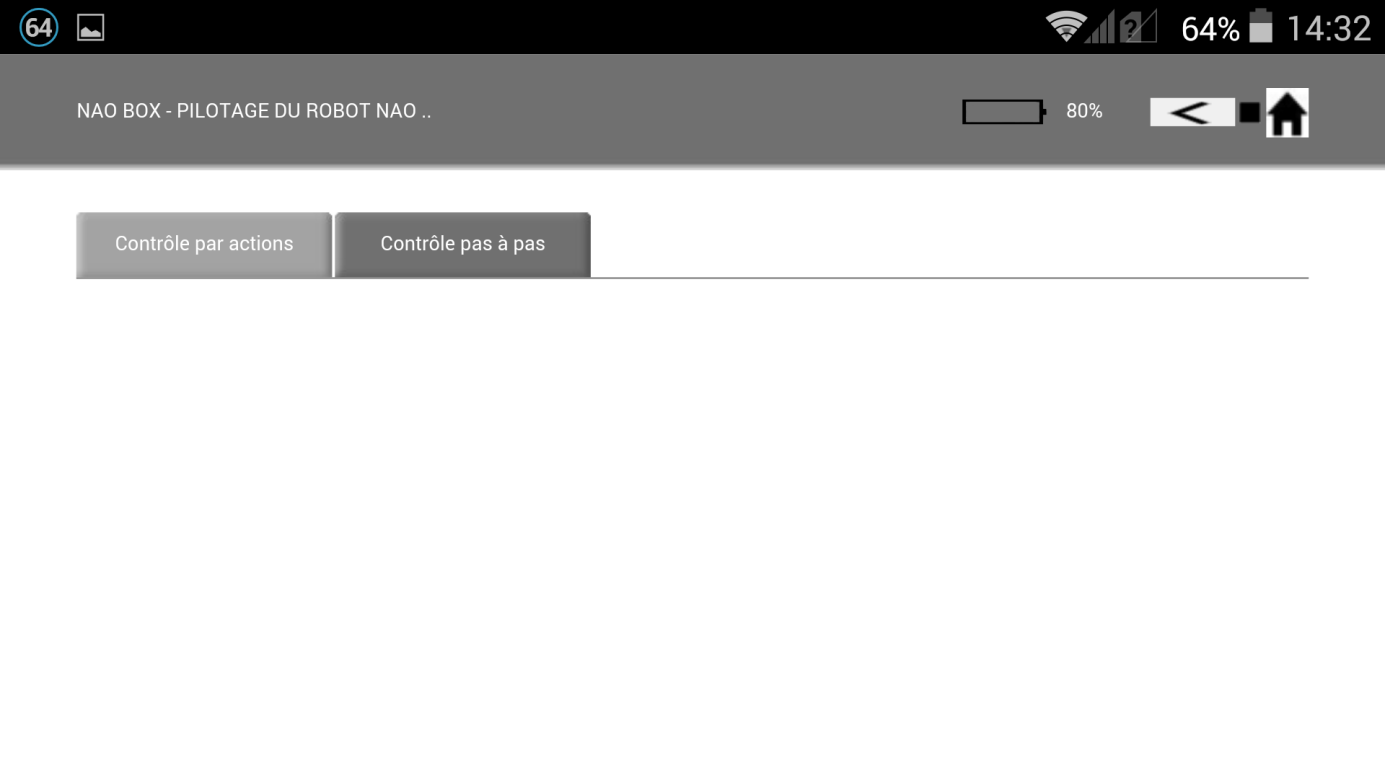 64 64% 14:32
NAO BOX - PILOTAGE DU ROBOT NAO .. 80% <
Contrôle par actions Contrôle pas à pas